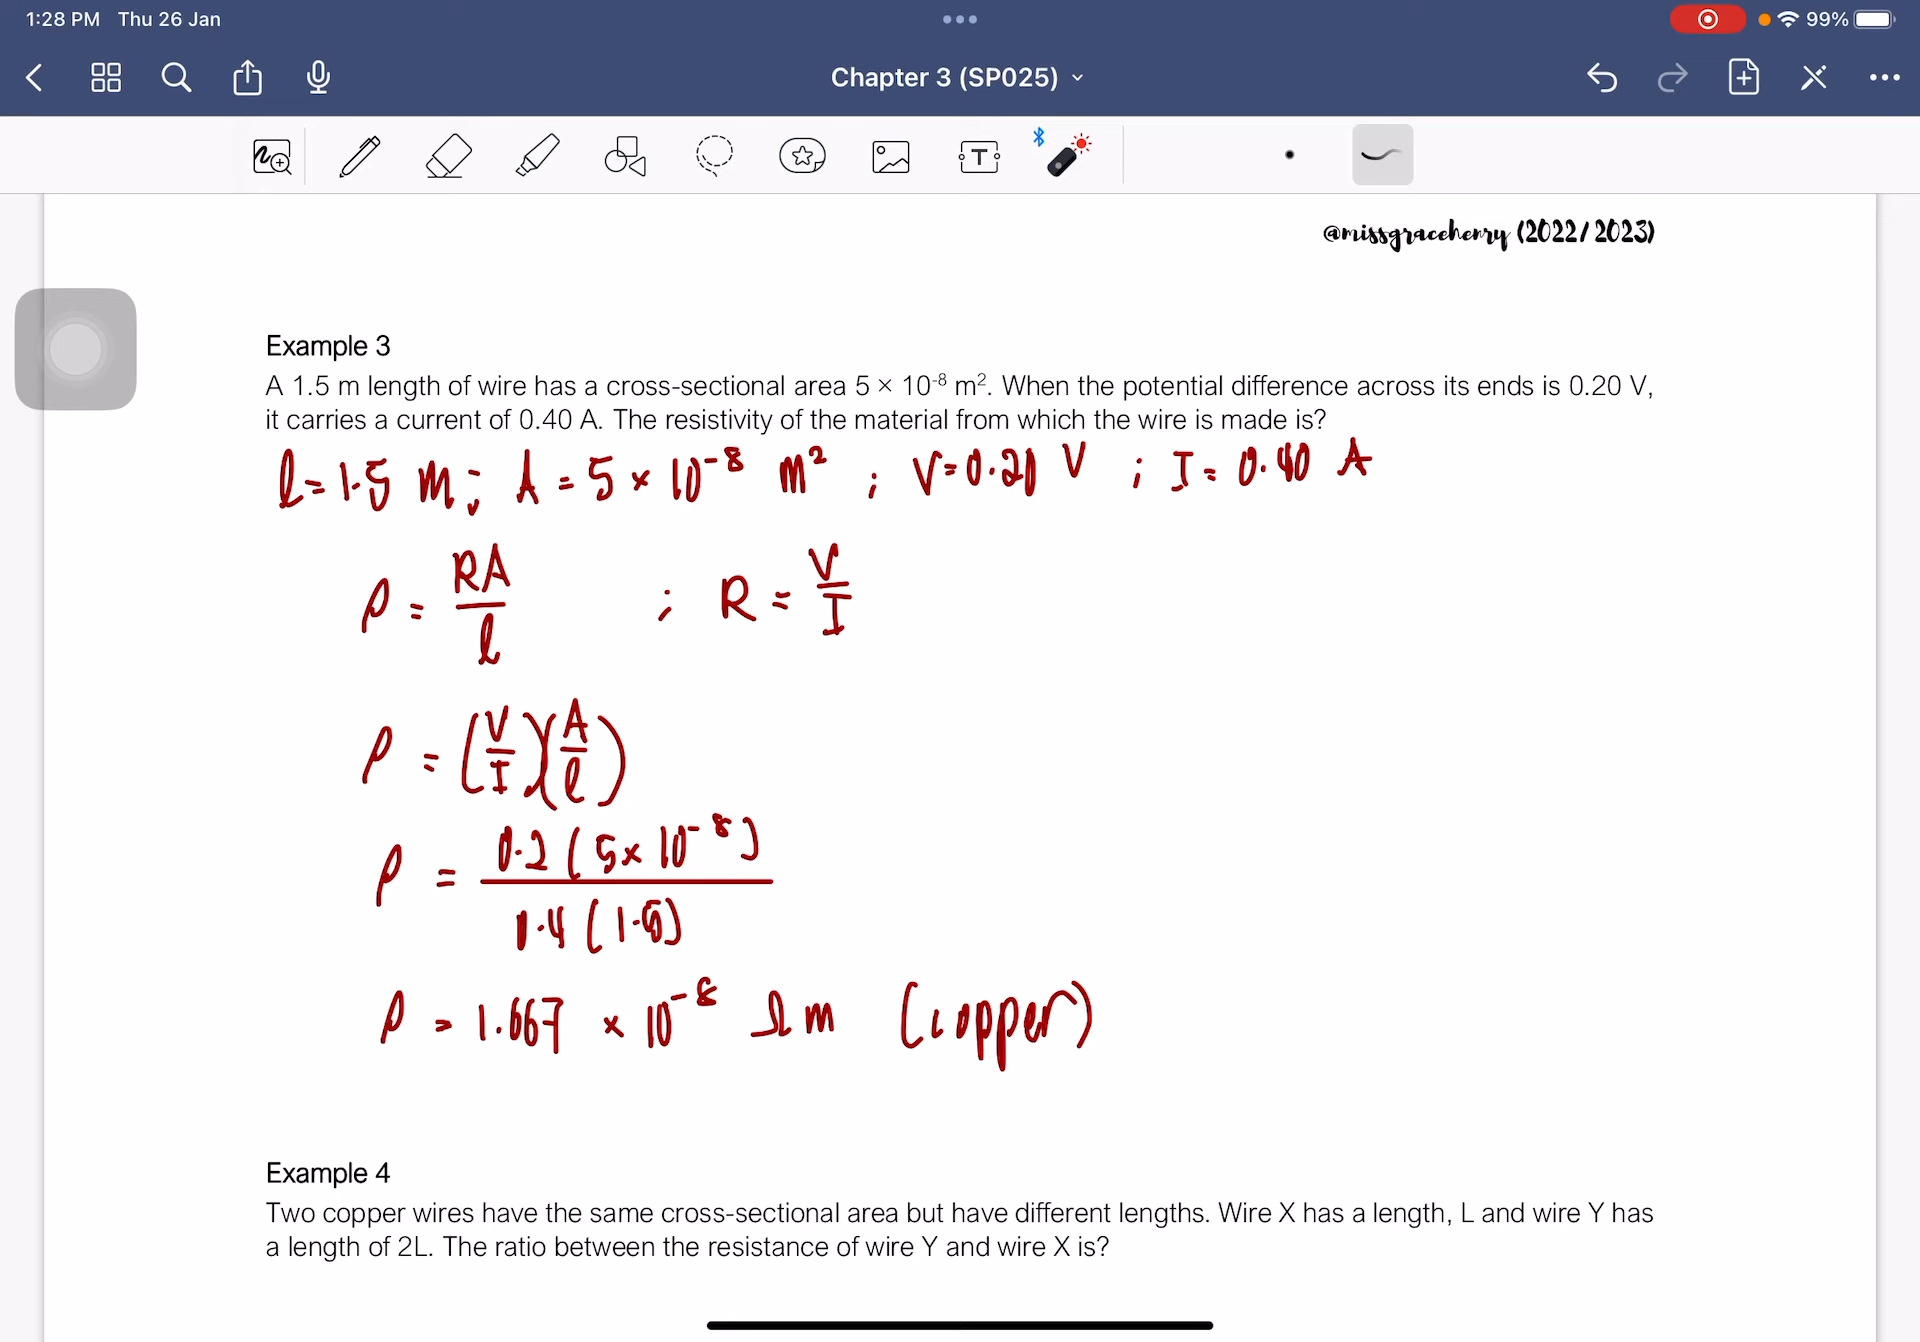 1:28 PM Thu 26 Jan
99%
Chapter 3 (SP025)
T
@missgracehenry (2022/2023)
Example 3
A 1.5 m length of wire has a cross-sectional area 5 × 10⁻⁸ m². When the potential difference across its ends is 0.20 V,
it carries a current of 0.40 A. The resistivity of the material from which the wire is made is?
l = 1.5 m; A = 5 × 10⁻⁸ m² ; V = 0.20 V ; I = 0.40 A
ρ = RA/l ; R = V/I
ρ = (V/I)(A/l)
ρ = 0.2 (5 × 10⁻⁸) / 0.4 (1.5)
ρ = 1.667 × 10⁻⁸ Ω m (copper)
Example 4
Two copper wires have the same cross-sectional area but have different lengths. Wire X has a length, L and wire Y has
a length of 2L. The ratio between the resistance of wire Y and wire X is?